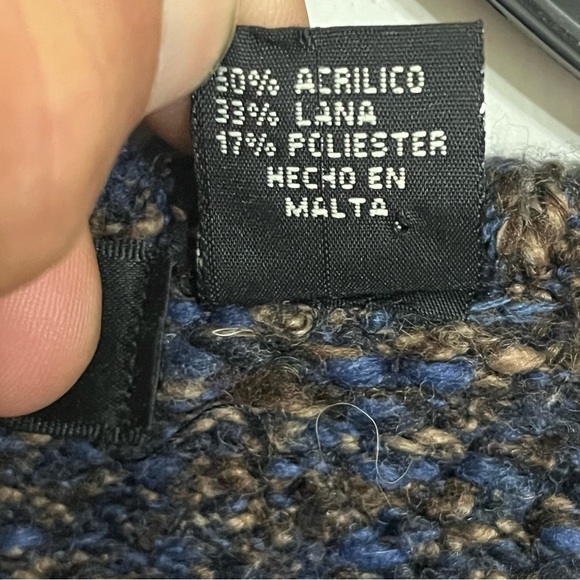 50% ACRILICO
33% LANA
17% POLIESTER
HECHO EN
MALTA